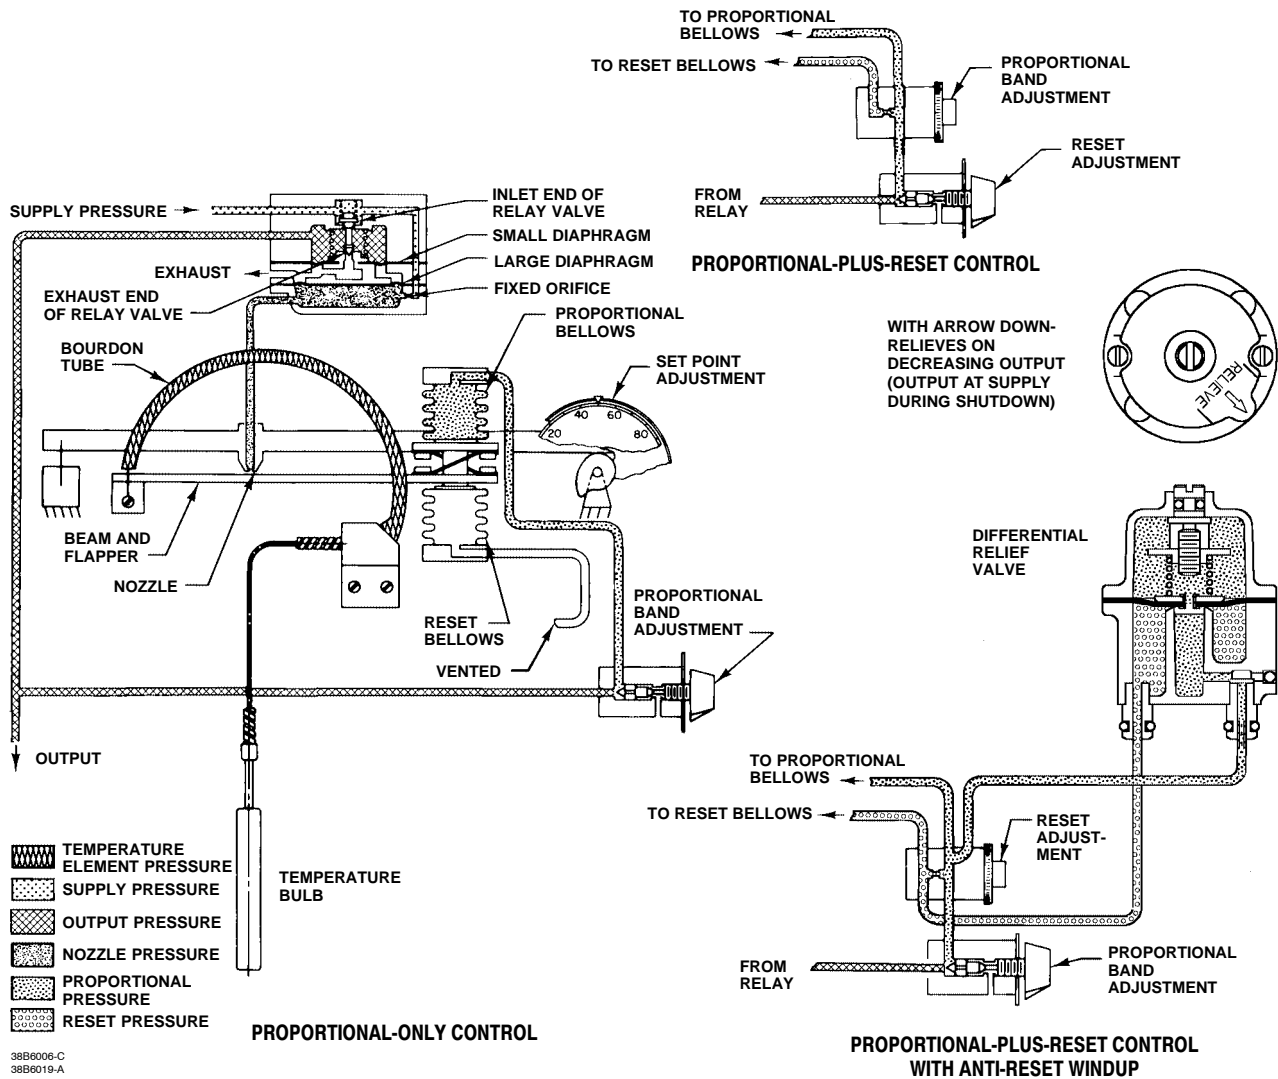 TO PROPORTIONAL
BELLOWS
TO RESET BELLOWS
PROPORTIONAL
BAND
ADJUSTMENT
RESET
ADJUSTMENT
FROM
RELAY
PROPORTIONAL-PLUS-RESET CONTROL
SUPPLY PRESSURE
INLET END OF
RELAY VALVE
SMALL DIAPHRAGM
EXHAUST
LARGE DIAPHRAGM
FIXED ORIFICE
EXHAUST END
OF RELAY VALVE
PROPORTIONAL
BELLOWS
BOURDON
TUBE
SET POINT
ADJUSTMENT
20
40
60
80
BEAM AND
FLAPPER
NOZZLE
RESET
BELLOWS
VENTED
PROPORTIONAL
BAND
ADJUSTMENT
OUTPUT
TEMPERATURE
BULB
TEMPERATURE
ELEMENT PRESSURE
SUPPLY PRESSURE
OUTPUT PRESSURE
NOZZLE PRESSURE
PROPORTIONAL
PRESSURE
RESET PRESSURE
PROPORTIONAL-ONLY CONTROL
38B6006-C
38B6019-A
WITH ARROW DOWN-
RELIEVES ON
DECREASING OUTPUT
(OUTPUT AT SUPPLY
DURING SHUTDOWN)
RELIEVE
DIFFERENTIAL
RELIEF
VALVE
TO PROPORTIONAL
BELLOWS
TO RESET BELLOWS
RESET
ADJUST-
MENT
FROM
RELAY
PROPORTIONAL
BAND
ADJUSTMENT
PROPORTIONAL-PLUS-RESET CONTROL
WITH ANTI-RESET WINDUP